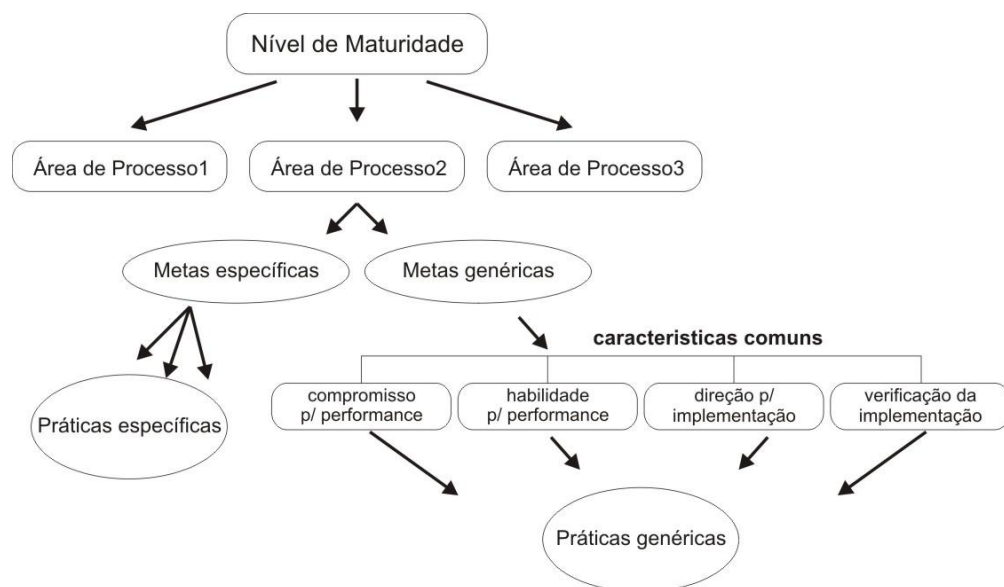 Nível de Maturidade
Área de Processo1
Área de Processo2
Área de Processo3
Metas específicas
Metas genéricas
caracteristicas comuns
compromisso
p/ performance
habilidade
p/ performance
direção p/
implementação
verificação da
implementação
Práticas específicas
Práticas genéricas